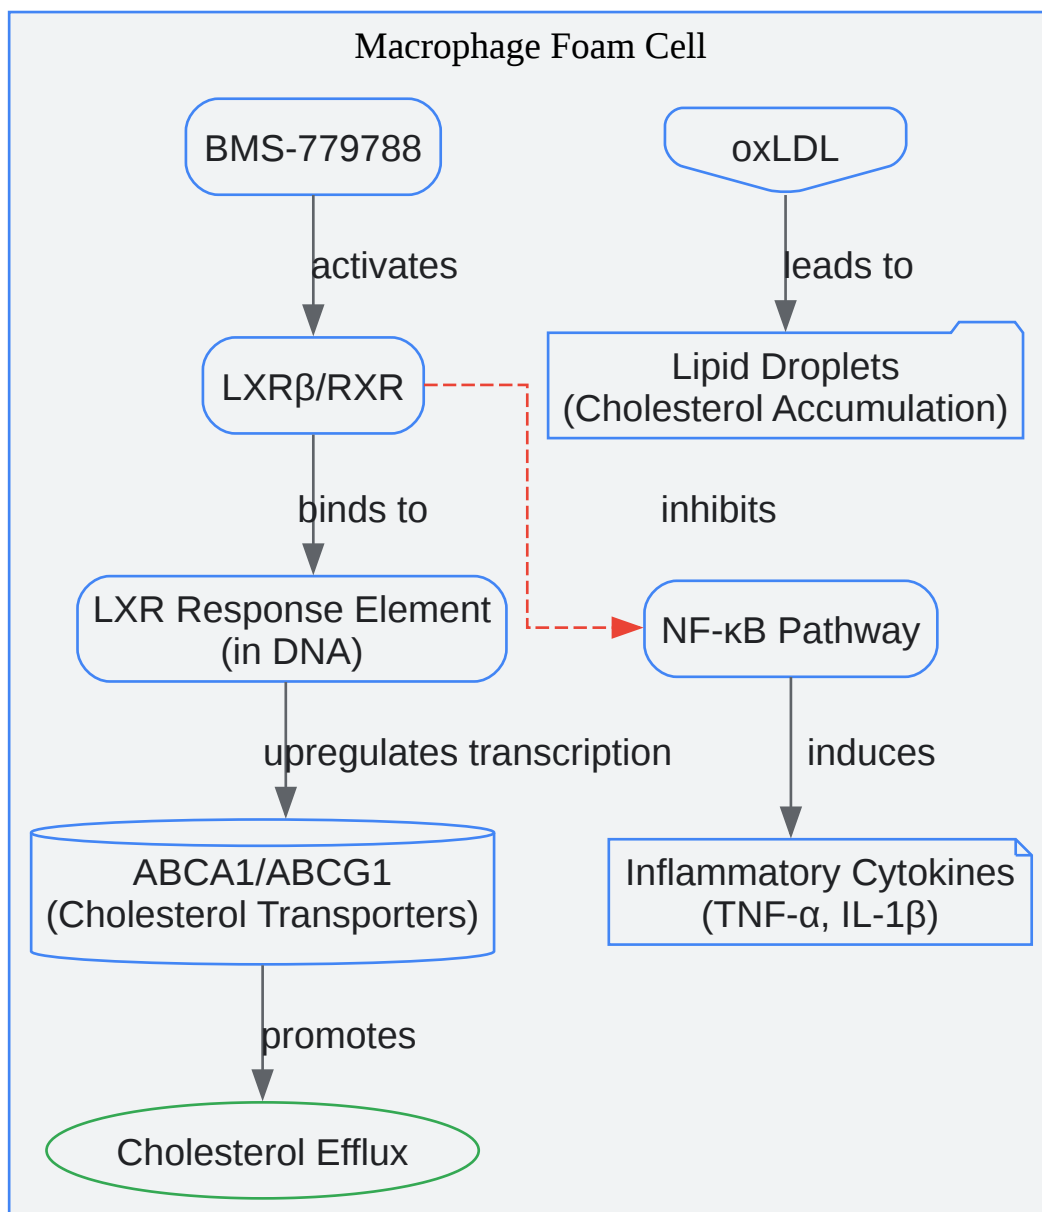 Macrophage Foam Cell
BMS-779788
oxLDL
activates
leads to
LXRβ/RXR
Lipid Droplets
(Cholesterol Accumulation)
binds to
inhibits
LXR Response Element
(in DNA)
NF-κB Pathway
upregulates transcription
induces
ABCA1/ABCG1
(Cholesterol Transporters)
Inflammatory Cytokines
(TNF-α, IL-1β)
promotes
Cholesterol Efflux